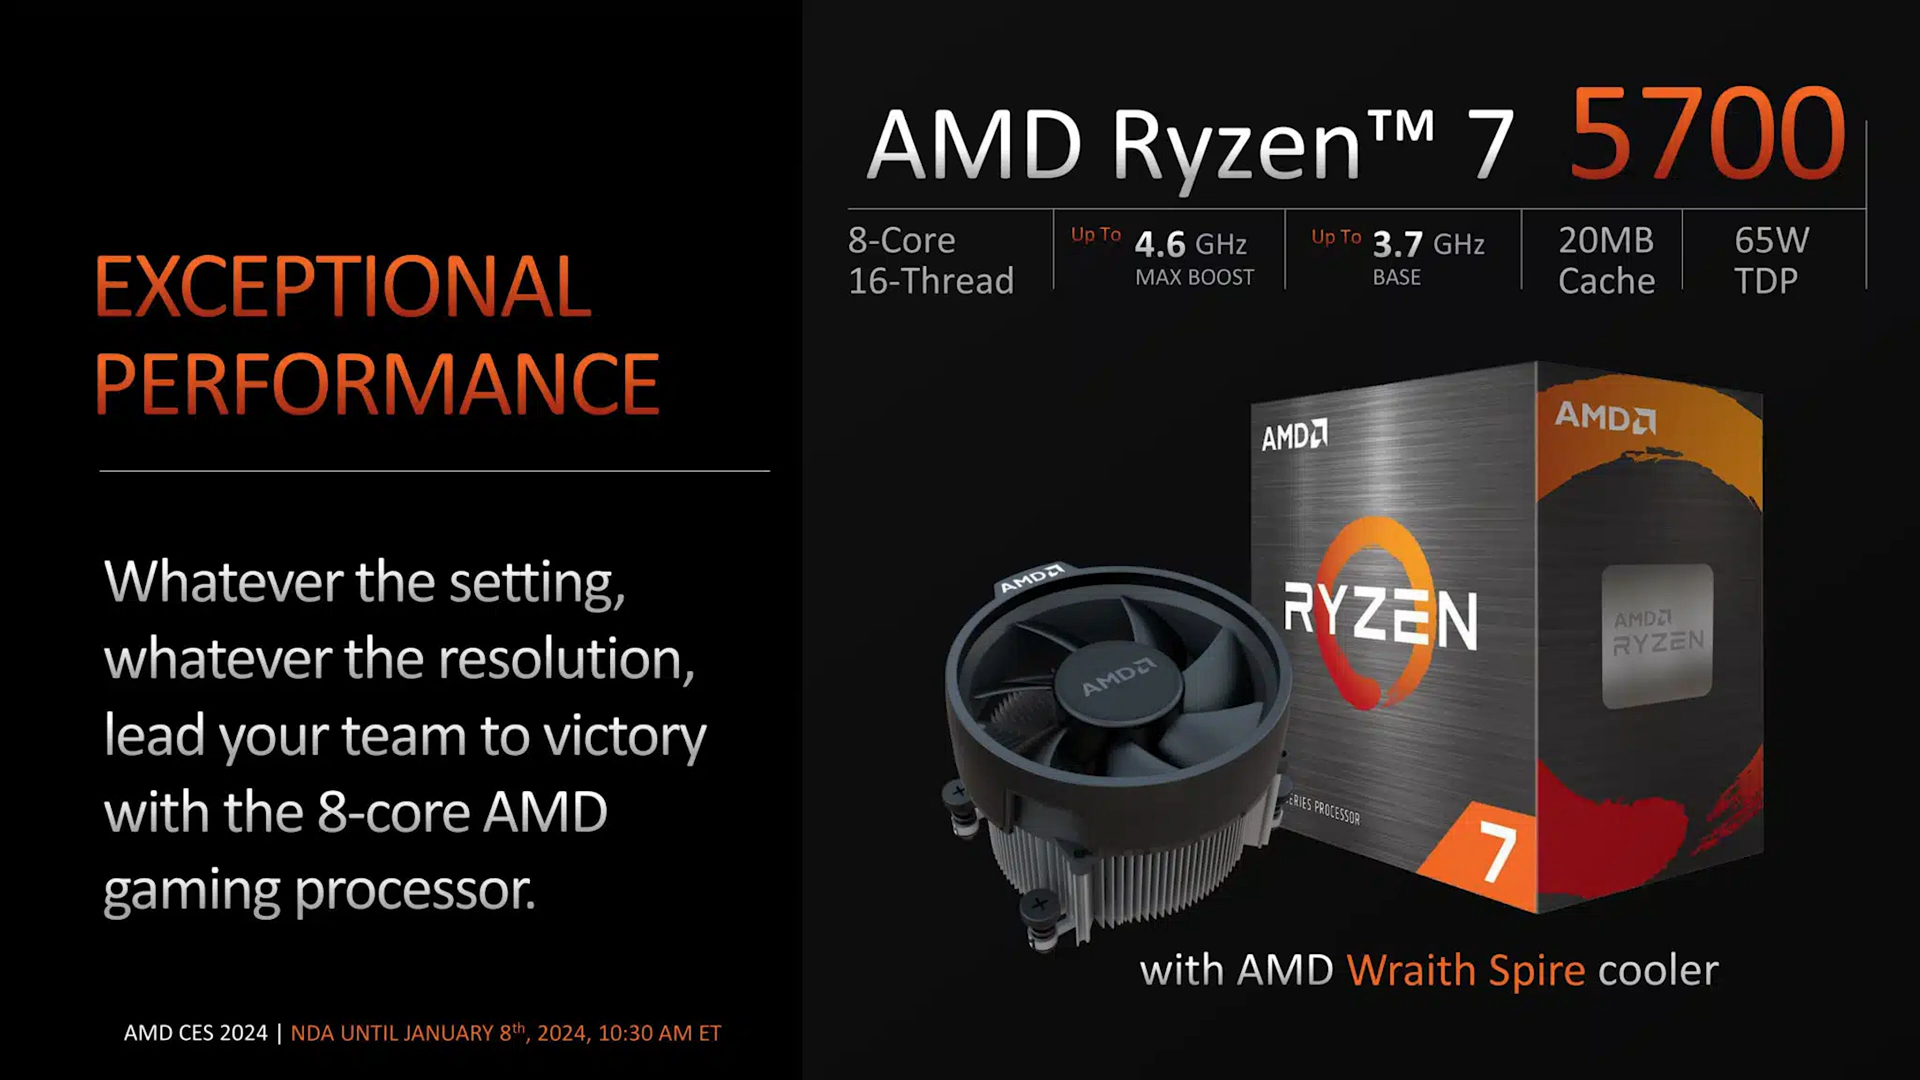 EXCEPTIONAL
PERFORMANCE
Whatever the setting,
whatever the resolution,
lead your team to victory
with the 8-core AMD
gaming processor.
AMD CES 2024 | NDA UNTIL JANUARY 8th, 2024, 10:30 AM ET
AMD Ryzen™ 7 5700
8-Core
16-Thread
Up To 4.6 GHz
MAX BOOST
Up To 3.7 GHz
BASE
20MB
Cache
65W
TDP
AMD
RYZEN
PROCESSOR
7
AMD
AMD
RYZEN
AMD
AMD
with AMD Wraith Spire cooler